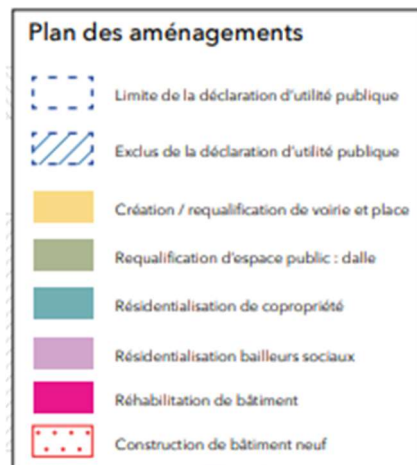 Plan des aménagements
Limite de la déclaration d'utilité publique
Exclus de la déclaration d'utilité publique
Création / requalification de voirie et place
Requalification d'espace public : dalle
Résidentialisation de copropriété
Résidentialisation bailleurs sociaux
Réhabilitation de bâtiment
Construction de bâtiment neuf